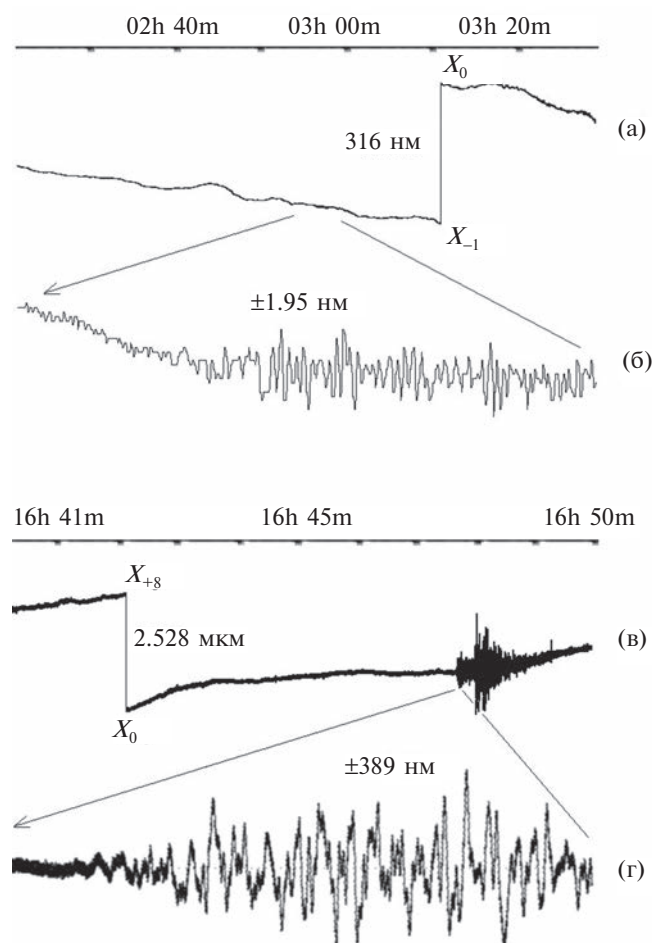 02h 40m 03h 00m 03h 20m
X₀
(а)
316 нм
X₋₁
±1.95 нм
(б)
16h 41m 16h 45m 16h 50m
X₊₈
2.528 мкм
(в)
X₀
±389 нм
(г)